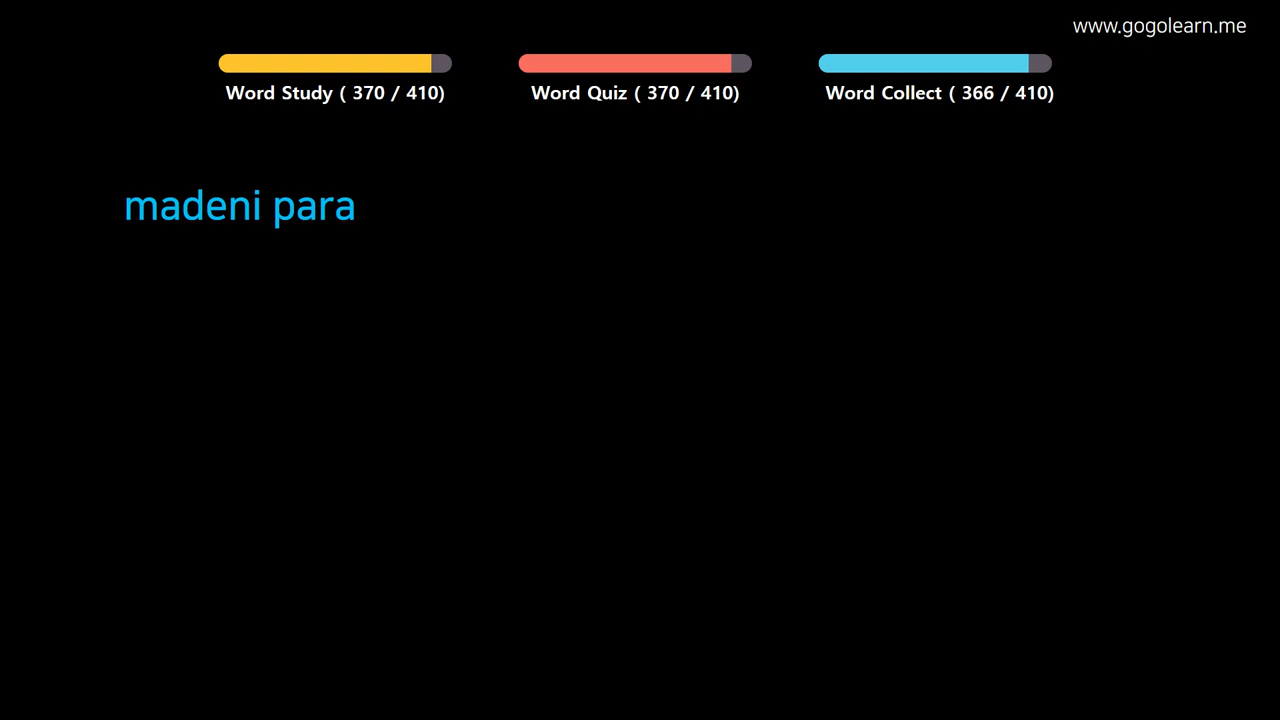 www.gogolearn.me
Word Study ( 370 / 410)
Word Quiz ( 370 / 410)
Word Collect ( 366 / 410)
madeni para